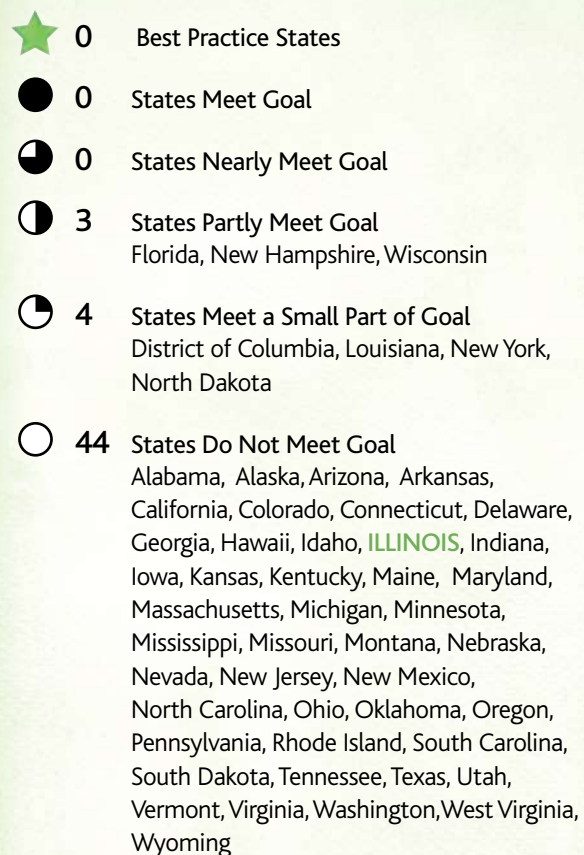 0 Best Practice States
0 States Meet Goal
0 States Nearly Meet Goal
3 States Partly Meet Goal
Florida, New Hampshire, Wisconsin
4 States Meet a Small Part of Goal
District of Columbia, Louisiana, New York,
North Dakota
44 States Do Not Meet Goal
Alabama, Alaska, Arizona, Arkansas,
California, Colorado, Connecticut, Delaware,
Georgia, Hawaii, Idaho, ILLINOIS, Indiana,
Iowa, Kansas, Kentucky, Maine, Maryland,
Massachusetts, Michigan, Minnesota,
Mississippi, Missouri, Montana, Nebraska,
Nevada, New Jersey, New Mexico,
North Carolina, Ohio, Oklahoma, Oregon,
Pennsylvania, Rhode Island, South Carolina,
South Dakota, Tennessee, Texas, Utah,
Vermont, Virginia, Washington, West Virginia,
Wyoming